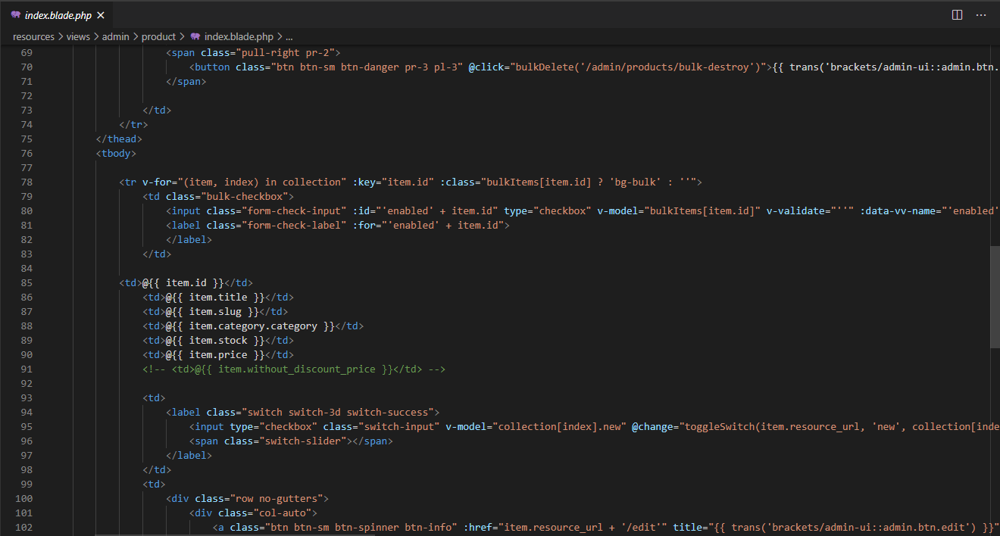 index.blade.php ×
resources > views > admin > product > index.blade.php > ...
69 <span class="pull-right pr-2">
70 <button class="btn btn-sm btn-danger pr-3 pl-3" @click="bulkDelete('/admin/products/bulk-destroy')">{{ trans('brackets/admin-ui::admin.btn.
71 </span>
72
73 </td>
74 </tr>
75 </thead>
76 <tbody>
77
78 <tr v-for="(item, index) in collection" :key="item.id" :class="bulkItems[item.id] ? 'bg-bulk' : ''">
79 <td class="bulk-checkbox">
80 <input class="form-check-input" :id="'enabled' + item.id" type="checkbox" v-model="bulkItems[item.id]" v-validate="''" :data-vv-name="'enabled'
81 <label class="form-check-label" :for="'enabled' + item.id">
82 </label>
83 </td>
84
85 <td>@{{ item.id }}</td>
86 <td>@{{ item.title }}</td>
87 <td>@{{ item.slug }}</td>
88 <td>@{{ item.category.category }}</td>
89 <td>@{{ item.stock }}</td>
90 <td>@{{ item.price }}</td>
91 <!-- <td>@{{ item.without_discount_price }}</td> -->
92
93 <td>
94 <label class="switch switch-3d switch-success">
95 <input type="checkbox" class="switch-input" v-model="collection[index].new" @change="toggleSwitch(item.resource_url, 'new', collection[inde
96 <span class="switch-slider"></span>
97 </label>
98 </td>
99 <td>
100 <div class="row no-gutters">
101 <div class="col-auto">
102 <a class="btn btn-sm btn-spinner btn-info" :href="item.resource_url + '/edit'" title="{{ trans('brackets/admin-ui::admin.btn.edit') }}"